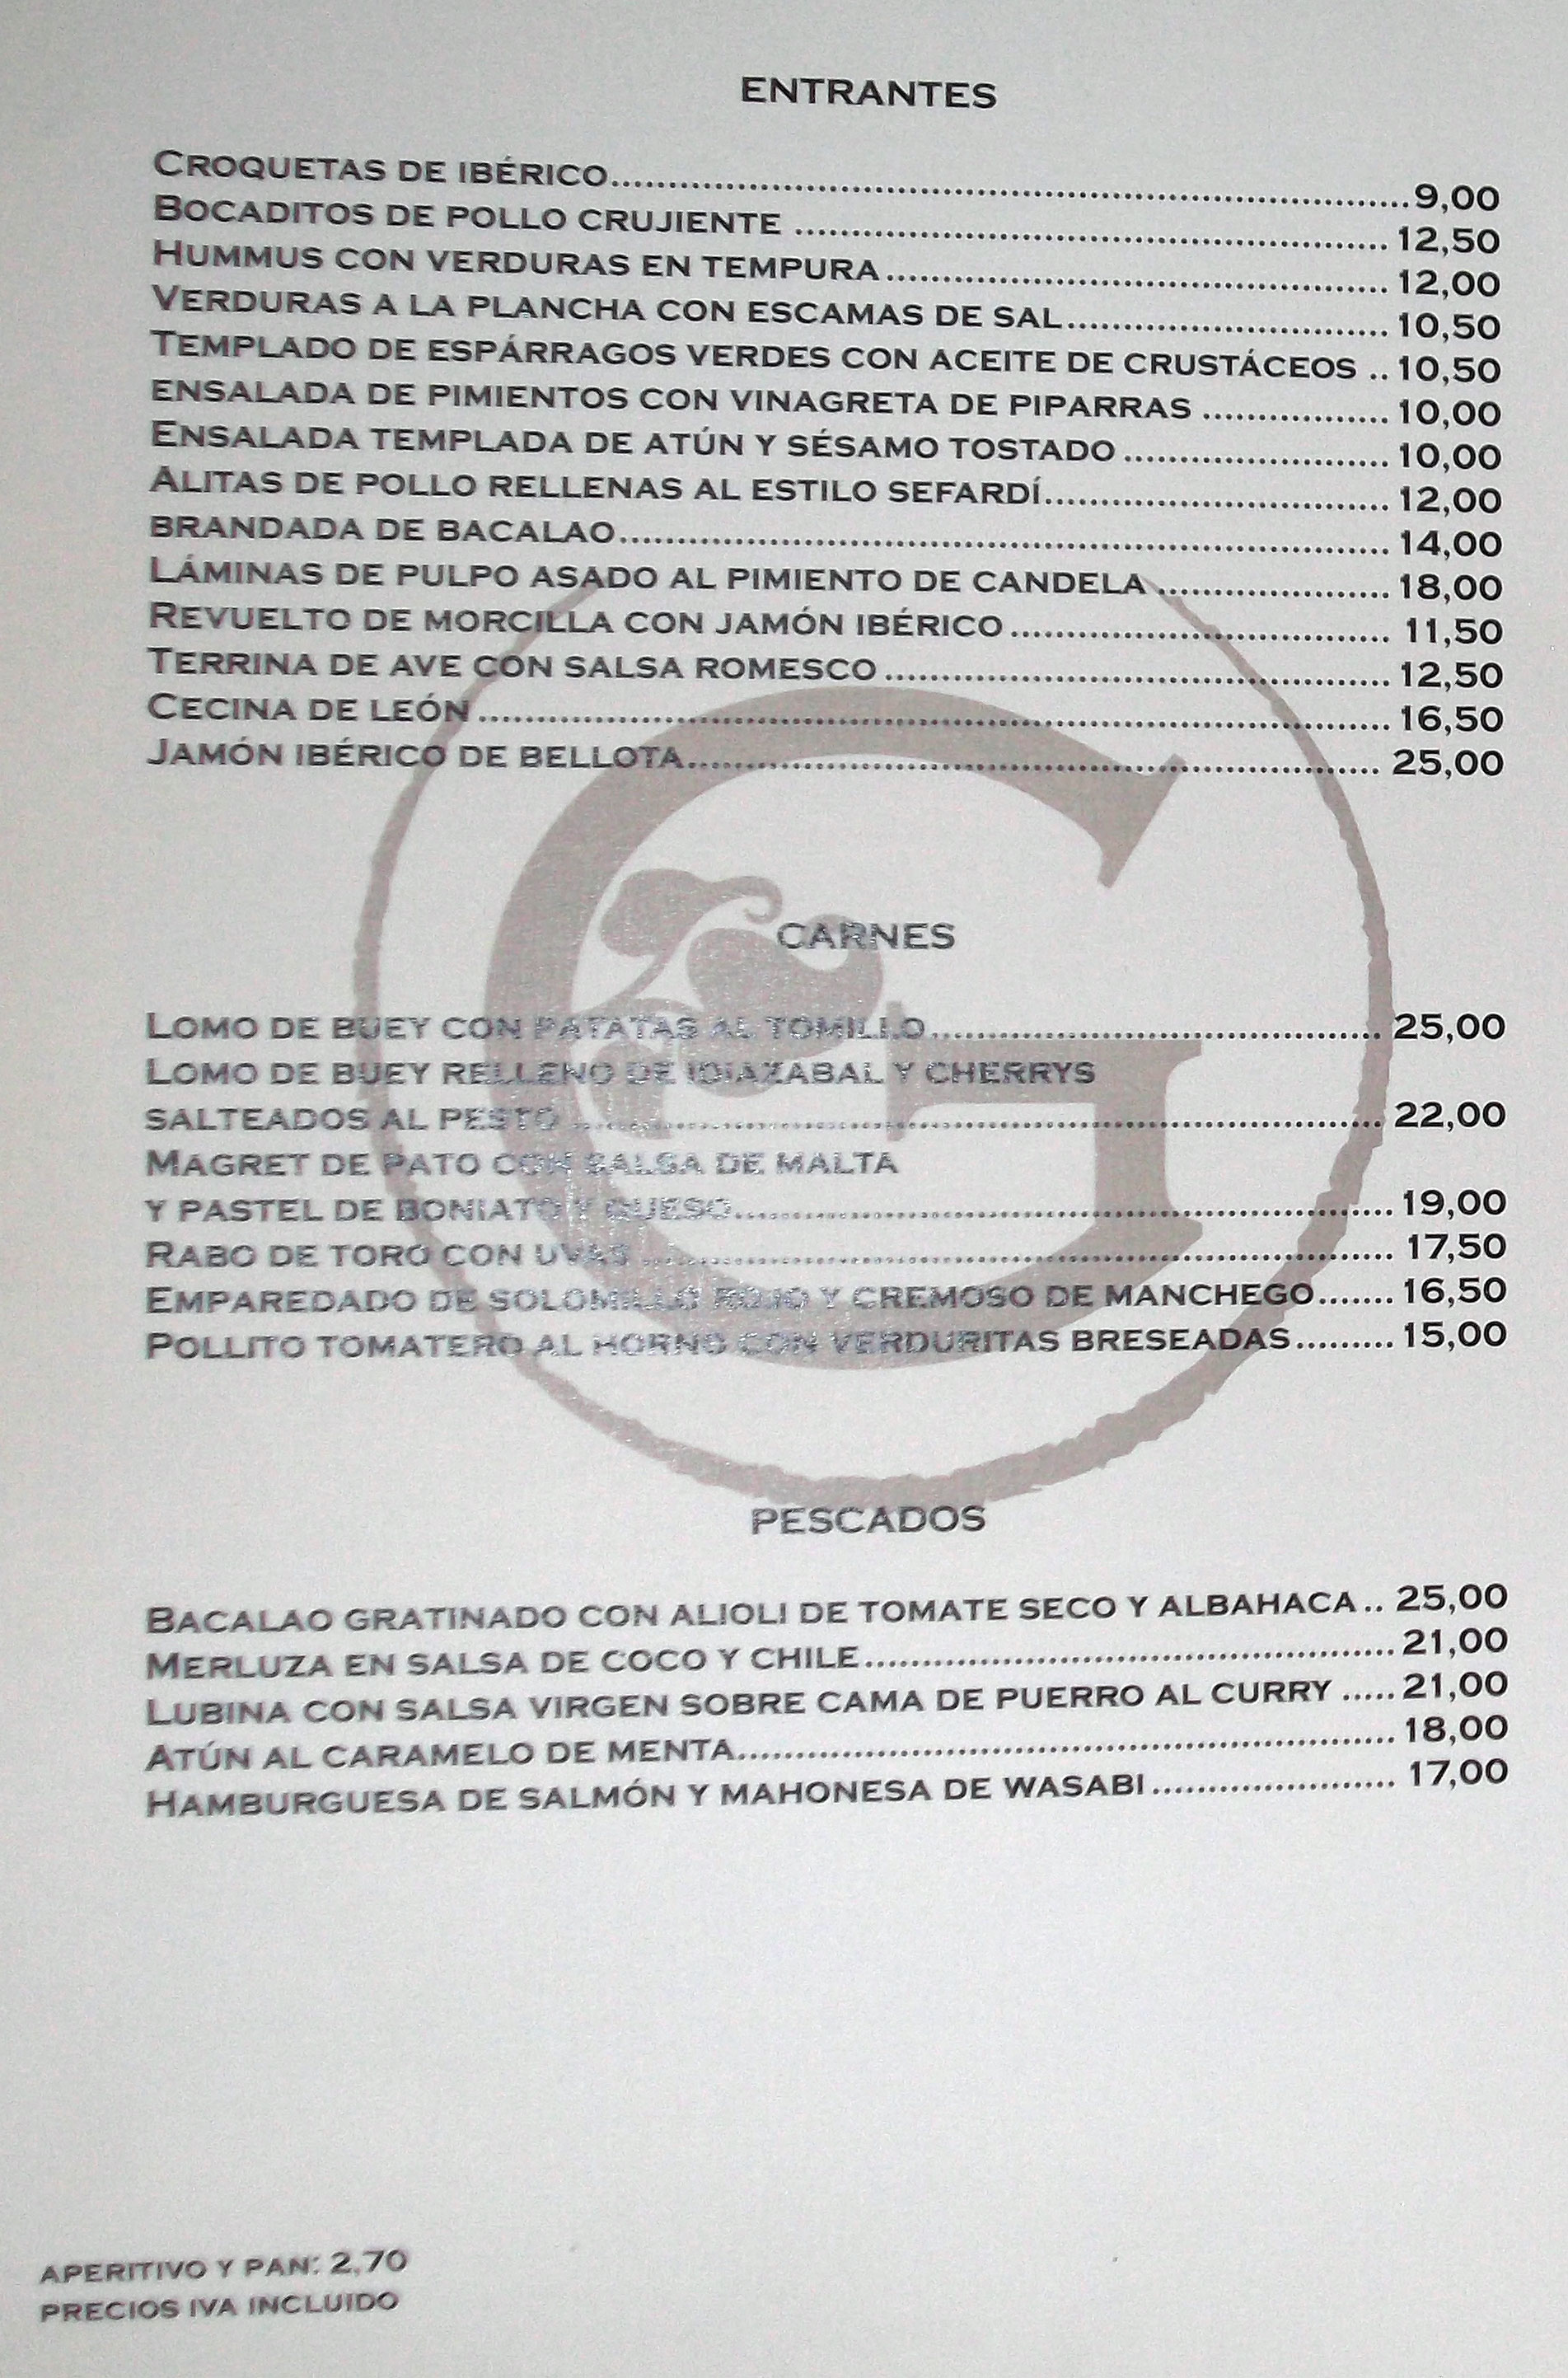 ENTRANTES
CROQUETAS DE IBÉRICO....................9,00
BOCADITOS DE POLLO CRUJIENTE .................... 12,50
HUMMUS CON VERDURAS EN TEMPURA.................... 12,00
VERDURAS A LA PLANCHA CON ESCAMAS DE SAL.................... 10,50
TEMPLADO DE ESPÁRRAGOS VERDES CON ACEITE DE CRUSTÁCEOS .. 10,50
ENSALADA DE PIMIENTOS CON VINAGRETA DE PIPARRAS ................ 10,00
ENSALADA TEMPLADA DE ATÚN Y SÉSAMO TOSTADO .................... 10,00
ALITAS DE POLLO RELLENAS AL ESTILO SEFARDÍ.................... 12,00
BRANDADA DE BACALAO.................... 14,00
LÁMINAS DE PULPO ASADO AL PIMIENTO DE CANDELA .................... 18,00
REVUELTO DE MORCILLA CON JAMÓN IBÉRICO .................... 11,50
TERRINA DE AVE CON SALSA ROMESCO .................... 12,50
CECINA DE LEÓN .................... 16,50
JAMÓN IBÉRICO DE BELLOTA.................... 25,00
CARNES
LOMO DE BUEY CON PATATAS AL TOMILLO.................... 25,00
LOMO DE BUEY RELLENO DE IDIAZABAL Y CHERRYS
SALTEADOS AL PESTO .................... 22,00
MAGRET DE PATO CON SALSA DE MALTA
Y PASTEL DE BONIATO Y QUESO.................... 19,00
RABO DE TORO CON UVAS .................... 17,50
EMPAREDADO DE SOLOMILLO ROJO Y CREMOSO DE MANCHEGO....... 16,50
POLLITO TOMATERO AL HORNO CON VERDURITAS BRESEADAS......... 15,00
PESCADOS
BACALAO GRATINADO CON ALIOLI DE TOMATE SECO Y ALBAHACA.. 25,00
MERLUZA EN SALSA DE COCO Y CHILE.................... 21,00
LUBINA CON SALSA VIRGEN SOBRE CAMA DE PUERRO AL CURRY ..... 21,00
ATÚN AL CARAMELO DE MENTA.................... 18,00
HAMBURGUESA DE SALMÓN Y MAHONESA DE WASABI .................... 17,00
APERITIVO Y PAN: 2,70
PRECIOS IVA INCLUIDO